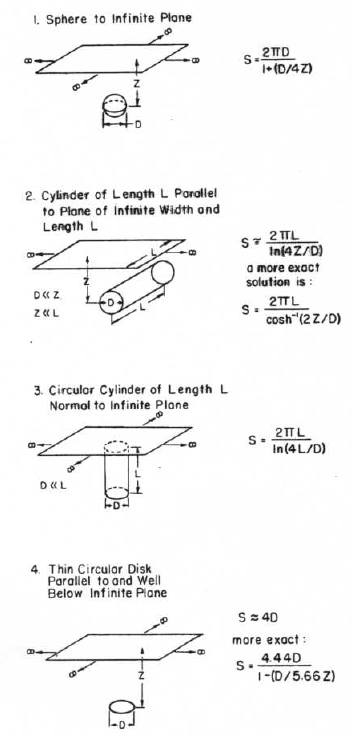 1. Sphere to Infinite Plane
S = 2πD / 1+(D/4Z)
∞
∞
∞
∞
Z
D
2. Cylinder of Length L Parallel
to Plane of Infinite Width and
Length L
S ≈ 2πL / ln(4Z/D)
a more exact
solution is :
S = 2πL / cosh⁻¹(2Z/D)
∞
∞
L
Z
D
L
D<<Z
Z<<L
3. Circular Cylinder of Length L
Normal to Infinite Plane
S = 2πL / ln(4L/D)
∞
∞
∞
∞
L
D<<L
D
4. Thin Circular Disk
Parallel to and Well
Below Infinite Plane
S ≈ 4D
more exact :
S = 4.44D / 1-(D/5.66Z)
∞
∞
∞
∞
Z
D